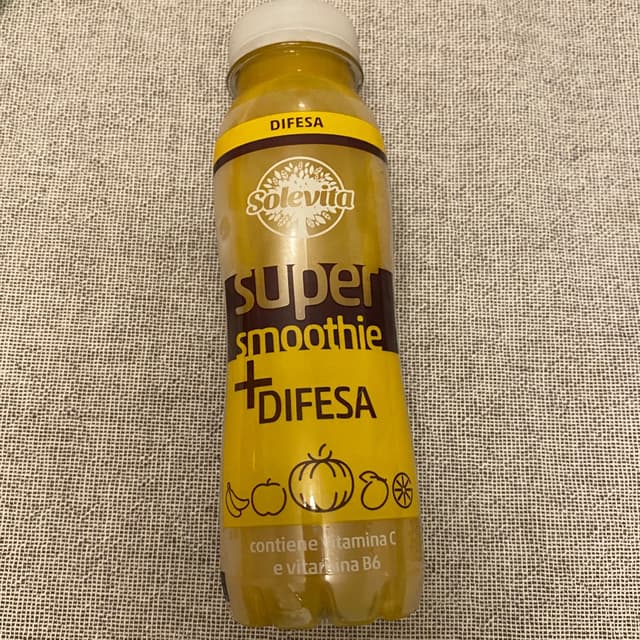 DIFESA
Solevita
super
smoothie
+DIFESA
contiene vitamina C
e vitamina B6